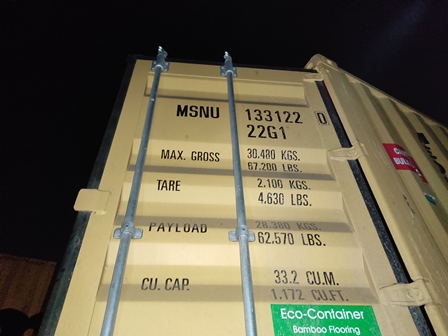 MSNU 133122 0
22G1
MAX. GROSS 30.480 KGS.
67.200 LBS.
TARE 2.100 KGS.
4.630 LBS.
PAYLOAD 28.380 KGS.
62.570 LBS.
CU. CAP. 33.2 CU.M.
1.172 CU.FT.
Eco-Container
Bamboo Flooring